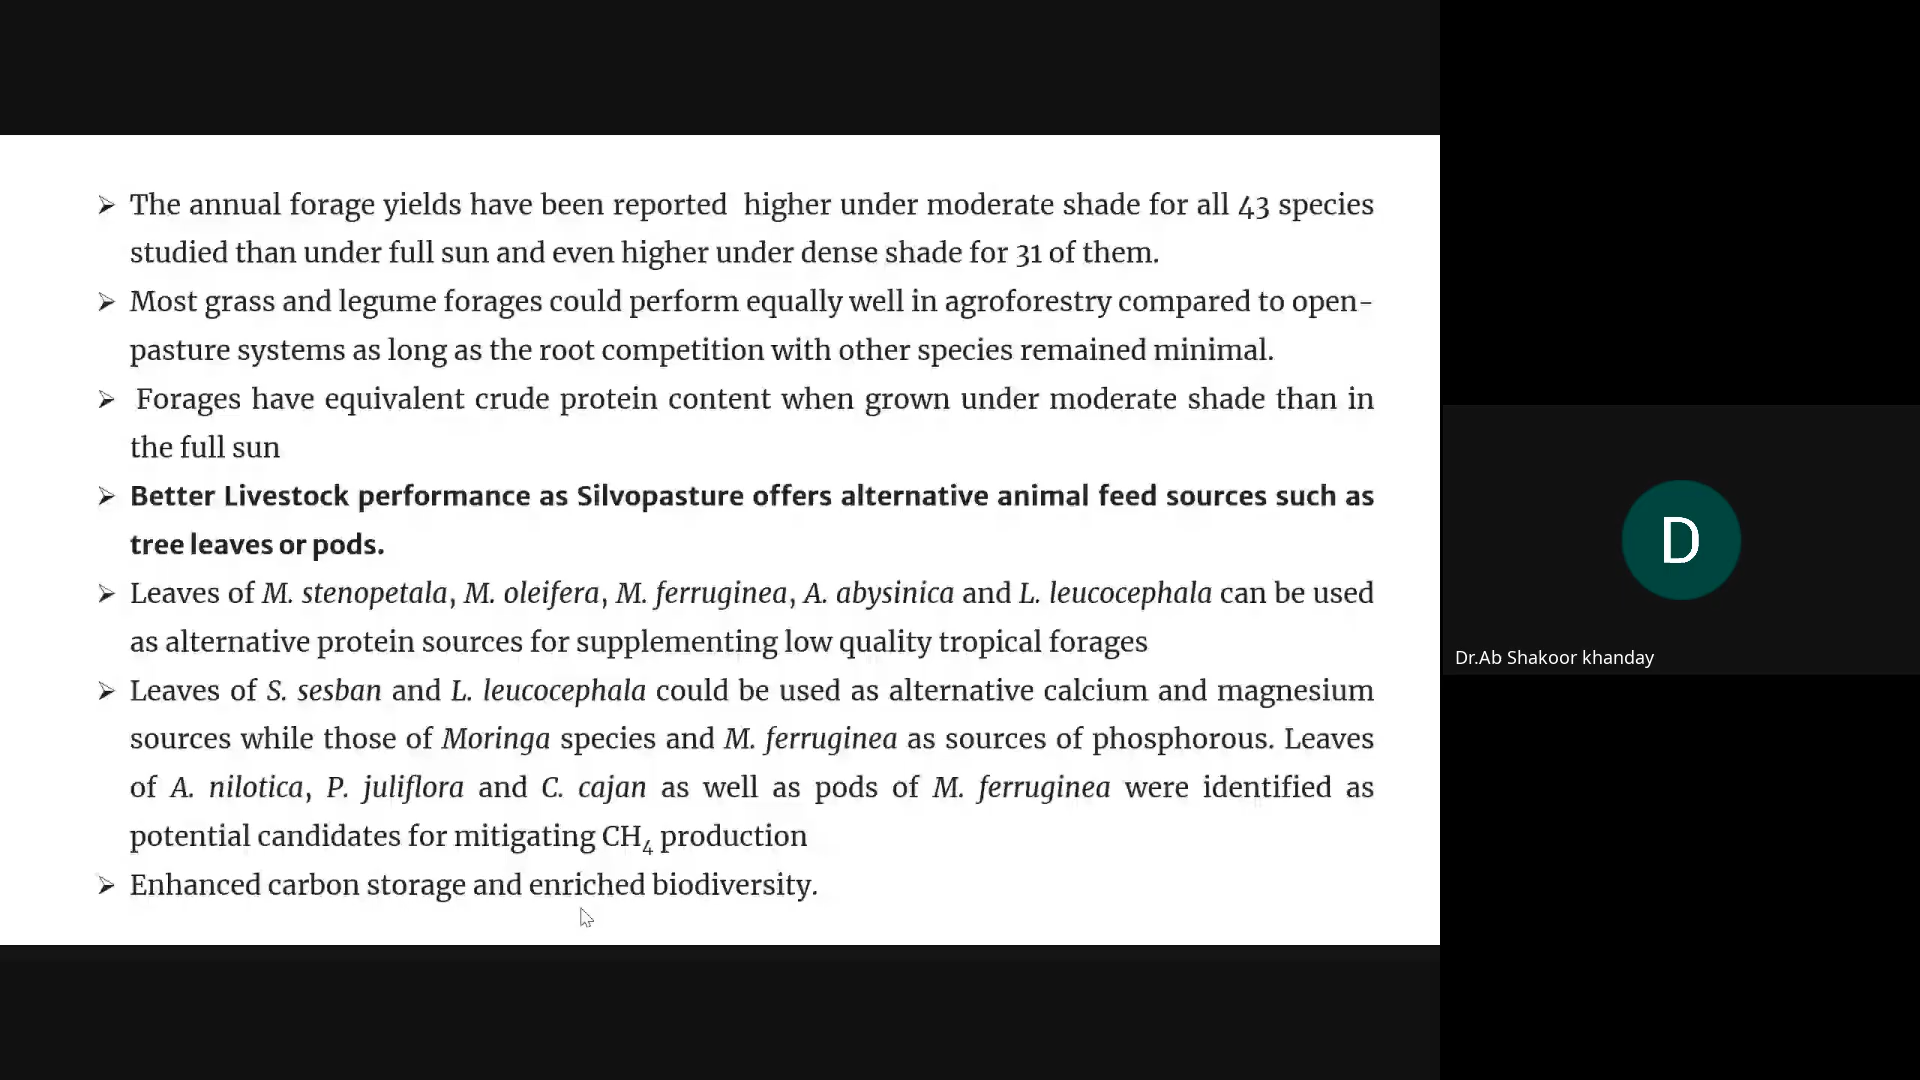 ➢ The annual forage yields have been reported  higher under moderate shade for all 43 species
studied than under full sun and even higher under dense shade for 31 of them.
➢ Most grass and legume forages could perform equally well in agroforestry compared to open-
pasture systems as long as the root competition with other species remained minimal.
➢ Forages have equivalent crude protein content when grown under moderate shade than in
the full sun
➢ Better Livestock performance as Silvopasture offers alternative animal feed sources such as
tree leaves or pods.
➢ Leaves of M. stenopetala, M. oleifera, M. ferruginea, A. abysinica and L. leucocephala can be used
as alternative protein sources for supplementing low quality tropical forages
➢ Leaves of S. sesban and L. leucocephala could be used as alternative calcium and magnesium
sources while those of Moringa species and M. ferruginea as sources of phosphorous. Leaves
of A. nilotica, P. juliflora and C. cajan as well as pods of M. ferruginea were identified as
potential candidates for mitigating CH₄ production
➢ Enhanced carbon storage and enriched biodiversity.
D
Dr.Ab Shakoor khanday